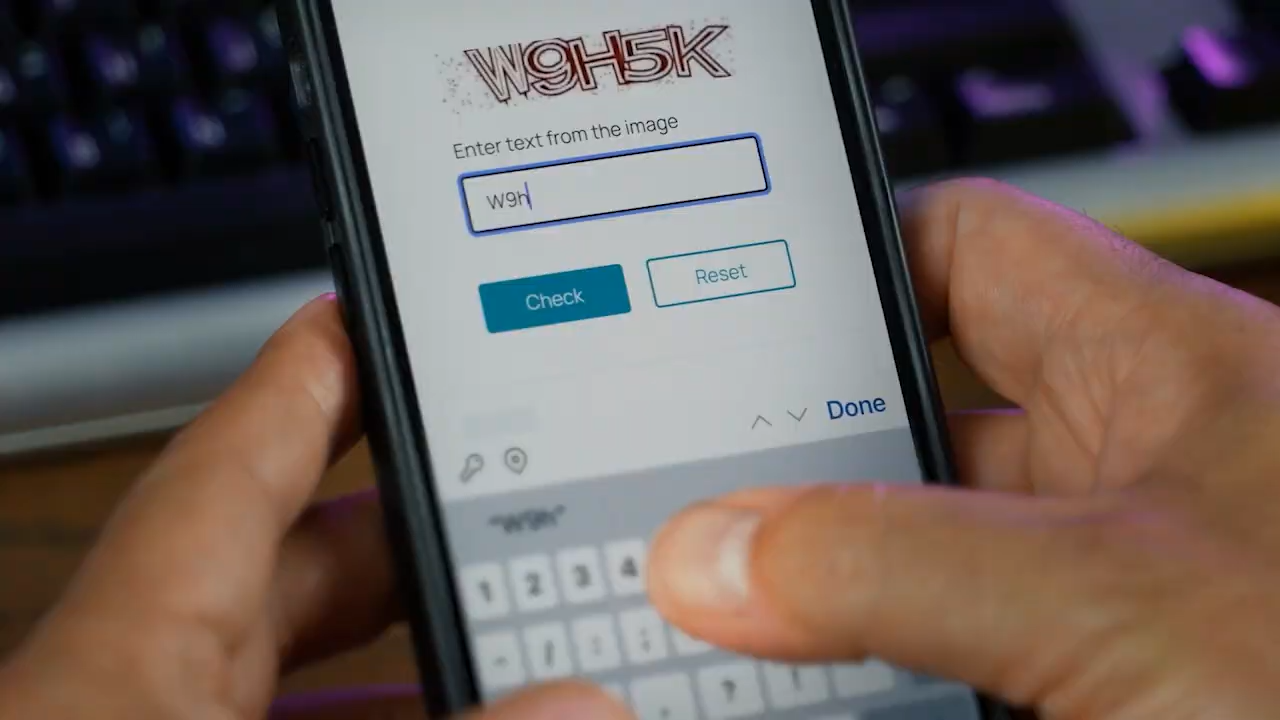 W9H5K
Enter text from the image
W9h
Check
Reset
Done
"W9h"
1 2 3 4
- / : ;
. ? !